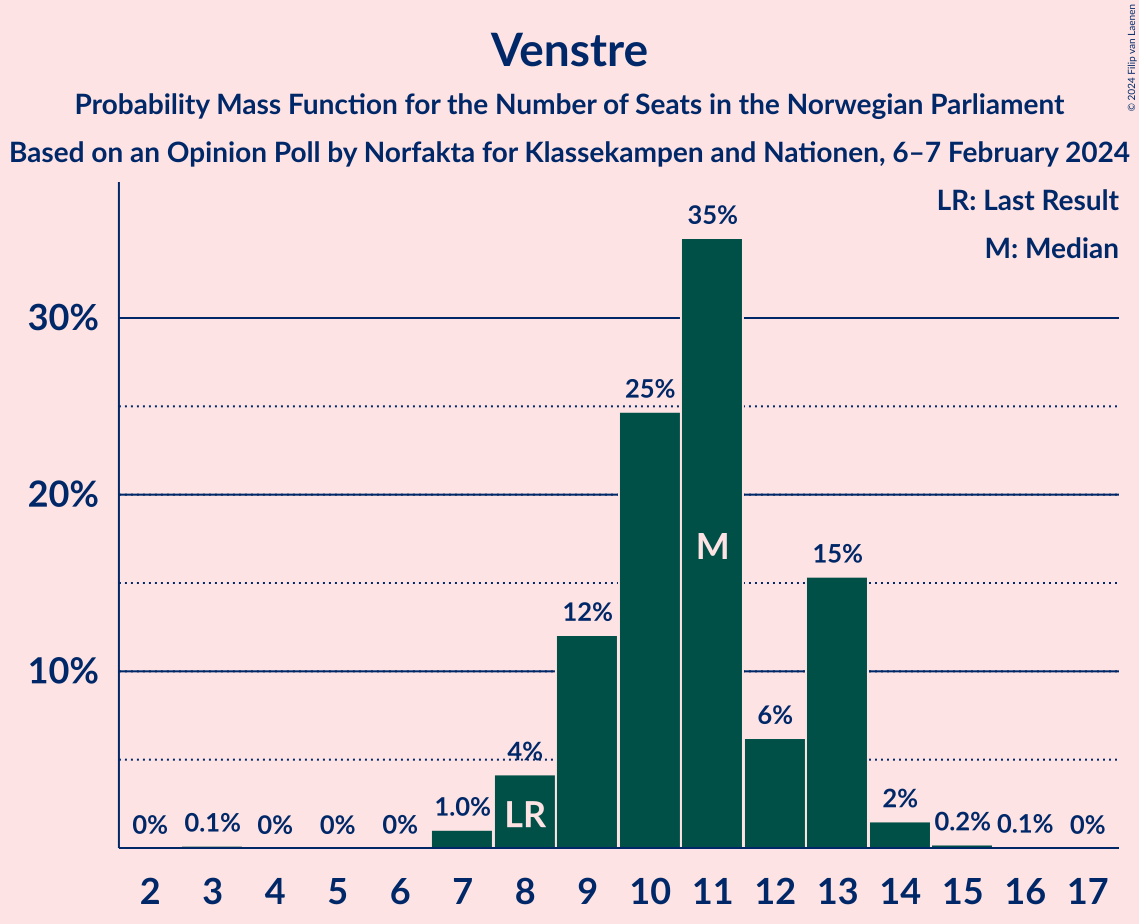 Venstre
Probability Mass Function for the Number of Seats in the Norwegian Parliament
Based on an Opinion Poll by Norfakta for Klassekampen and Nationen, 6–7 February 2024
© 2024 Filip van Laenen
LR: Last Result
M: Median
30%
20%
10%
0%
0.1%
0%
0%
0%
1.0%
4%
12%
25%
35%
6%
15%
2%
0.2%
0.1%
0%
LR
M
2 3 4 5 6 7 8 9 10 11 12 13 14 15 16 17